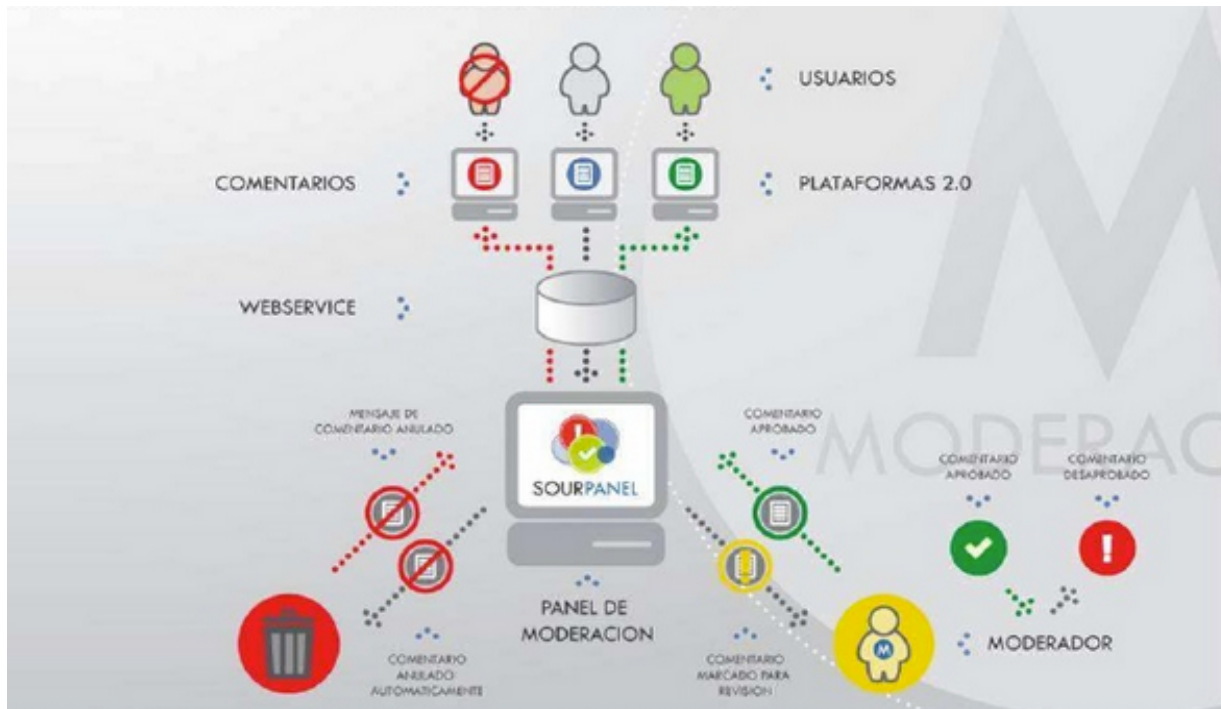 USUARIOS
COMENTARIOS
PLATAFORMAS 2.0
WEBSERVICE
MENSAJE DE
COMENTARIO ANULADO
COMENTARIO
APROBADO
MODERAC
COMENTARIO
APROBADO
COMENTARIO
DESAPROBADO
SOURPANEL
PANEL DE
MODERACION
COMENTARIO
ANULADO
AUTOMATICAMENTE
COMENTARIO
MARCADO PARA
REVISION
M
MODERADOR
M